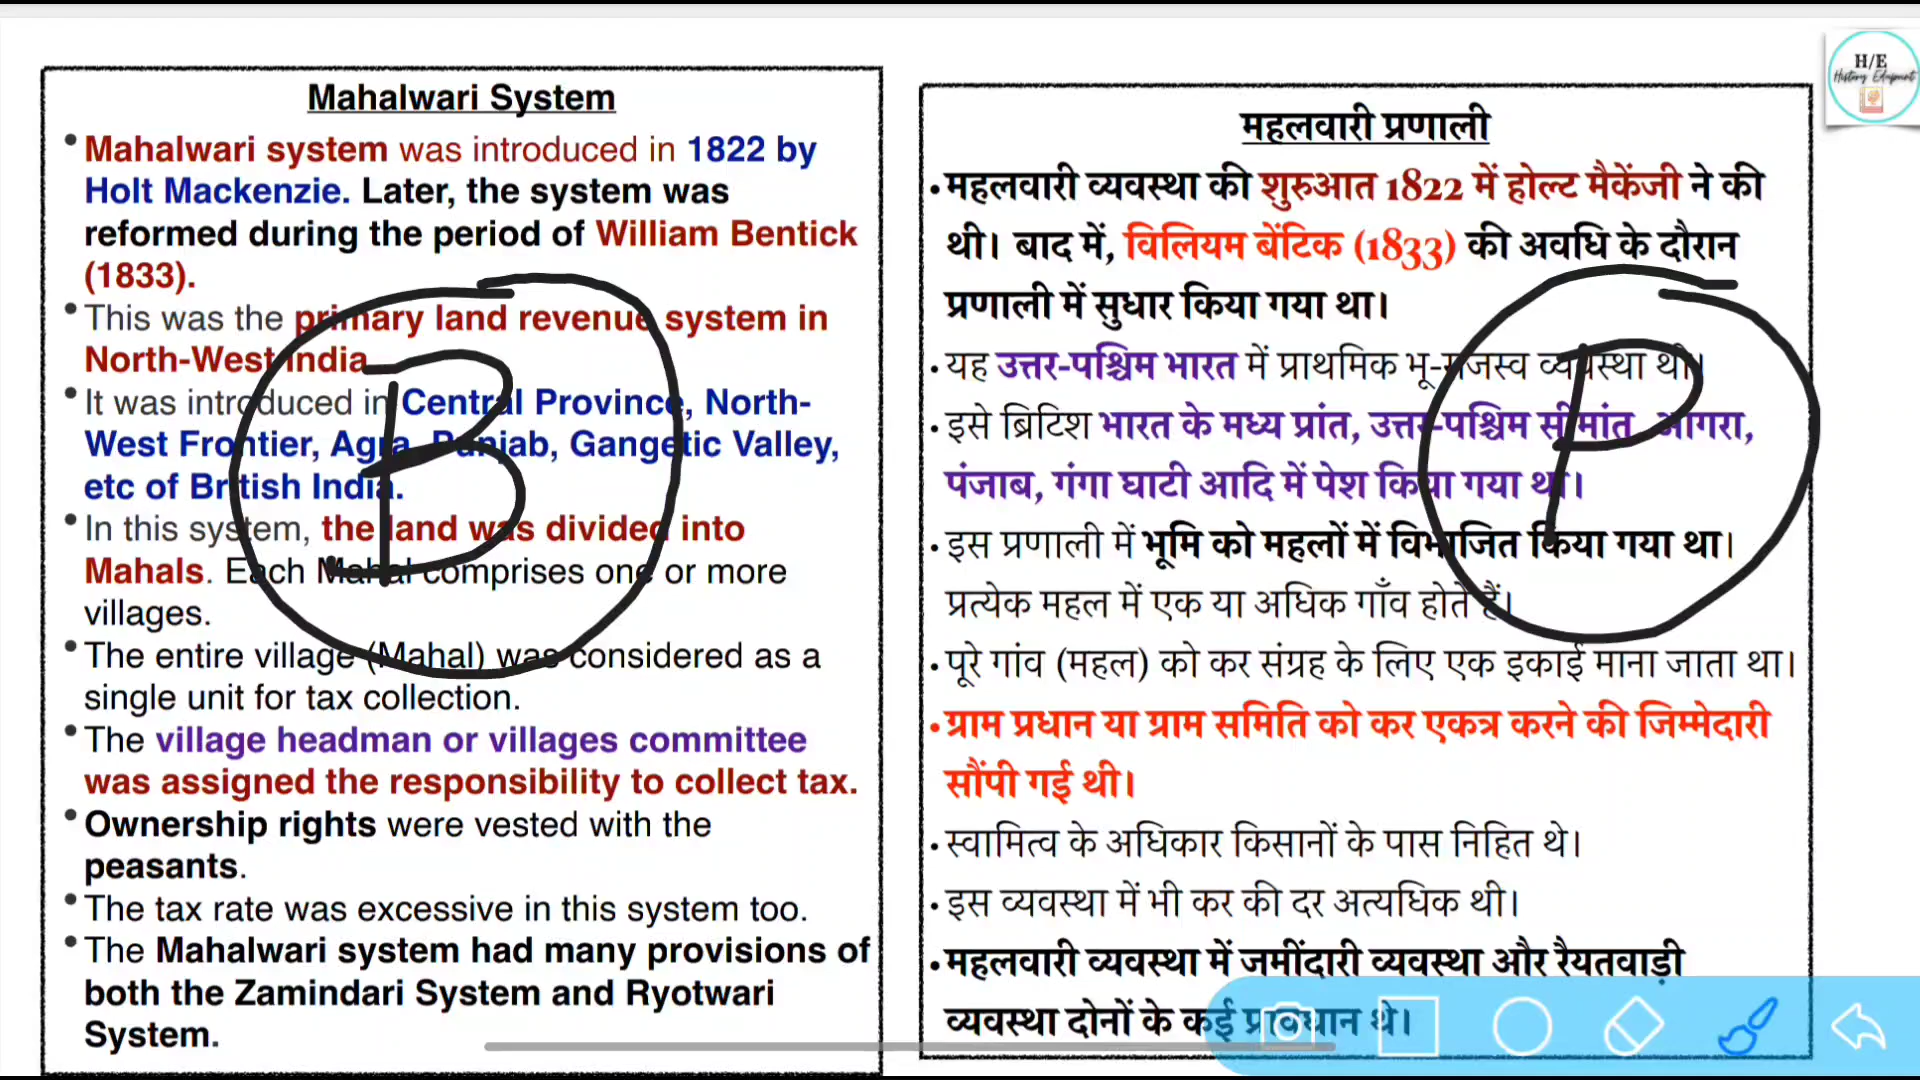 Mahalwari System
• Mahalwari system was introduced in 1822 by
Holt Mackenzie. Later, the system was
reformed during the period of William Bentick
(1833).
• This was the primary land revenue system in
North-West India
• It was introduced in Central Province, North-
West Frontier, Agra, Punjab, Gangetic Valley,
etc of British India.
• In this system, the land was divided into
Mahals. Each Mahal comprises one or more
villages.
• The entire village (Mahal) was considered as a
single unit for tax collection.
• The village headman or villages committee
was assigned the responsibility to collect tax.
• Ownership rights were vested with the
peasants.
• The tax rate was excessive in this system too.
• The Mahalwari system had many provisions of
both the Zamindari System and Ryotwari
System.
B
महलवारी प्रणाली
• महलवारी व्यवस्था की शुरुआत 1822 में होल्ट मैकेंजी ने की
थी। बाद में, विलियम बेंटिक (1833) की अवधि के दौरान
प्रणाली में सुधार किया गया था।
• यह उत्तर-पश्चिम भारत में प्राथमिक भू-राजस्व व्यवस्था थी।
• इसे ब्रिटिश भारत के मध्य प्रांत, उत्तर-पश्चिम सीमांत, आगरा,
पंजाब, गंगा घाटी आदि में पेश किया गया था।
• इस प्रणाली में भूमि को महलों में विभाजित किया गया था।
प्रत्येक महल में एक या अधिक गाँव होते हैं।
• पूरे गांव (महल) को कर संग्रह के लिए एक इकाई माना जाता था।
• ग्राम प्रधान या ग्राम समिति को कर एकत्र करने की जिम्मेदारी
सौंपी गई थी।
• स्वामित्व के अधिकार किसानों के पास निहित थे।
• इस व्यवस्था में भी कर की दर अत्यधिक थी।
• महलवारी व्यवस्था में जमींदारी व्यवस्था और रैयतवाड़ी
व्यवस्था दोनों के कई प्रावधान थे।
P
H/E
History Edupoint